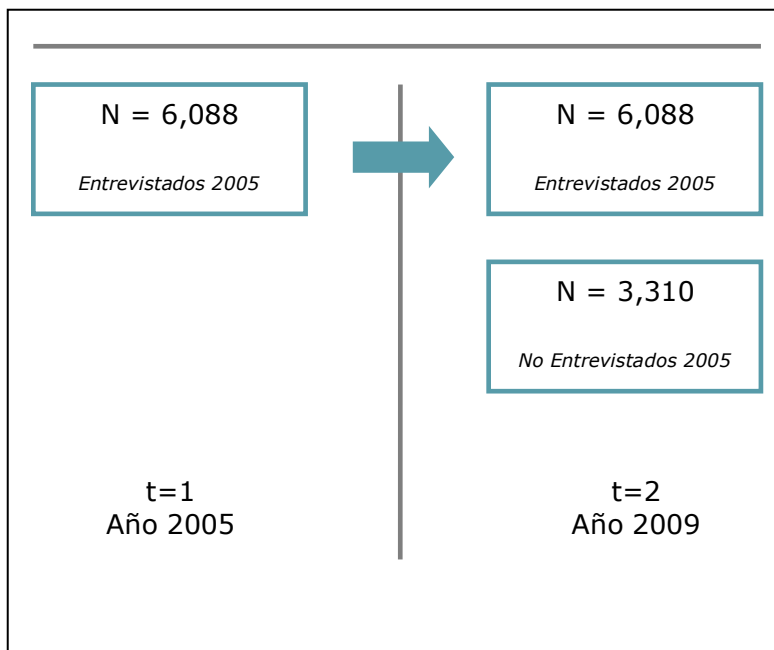 N = 6,088
Entrevistados 2005
N = 6,088
Entrevistados 2005
N = 3,310
No Entrevistados 2005
t=1
Año 2005
t=2
Año 2009